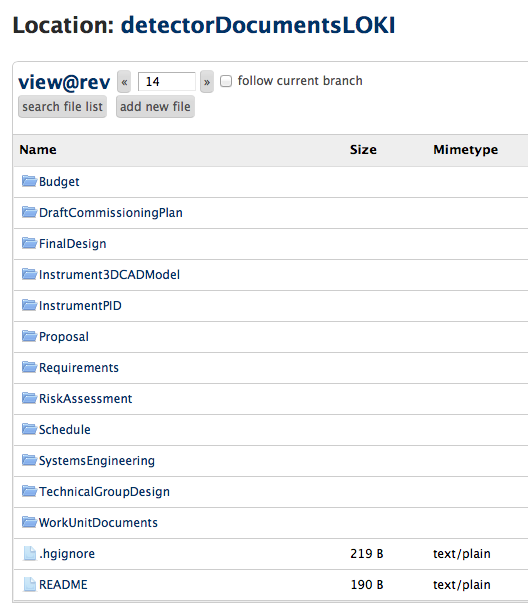 Location: detectorDocumentsLOKI
view@rev « 14 » follow current branch
search file list add new file
Name Size Mimetype
Budget
DraftCommissioningPlan
FinalDesign
Instrument3DCADModel
InstrumentPID
Proposal
Requirements
RiskAssessment
Schedule
SystemsEngineering
TechnicalGroupDesign
WorkUnitDocuments
.hgignore 219 B text/plain
README 190 B text/plain